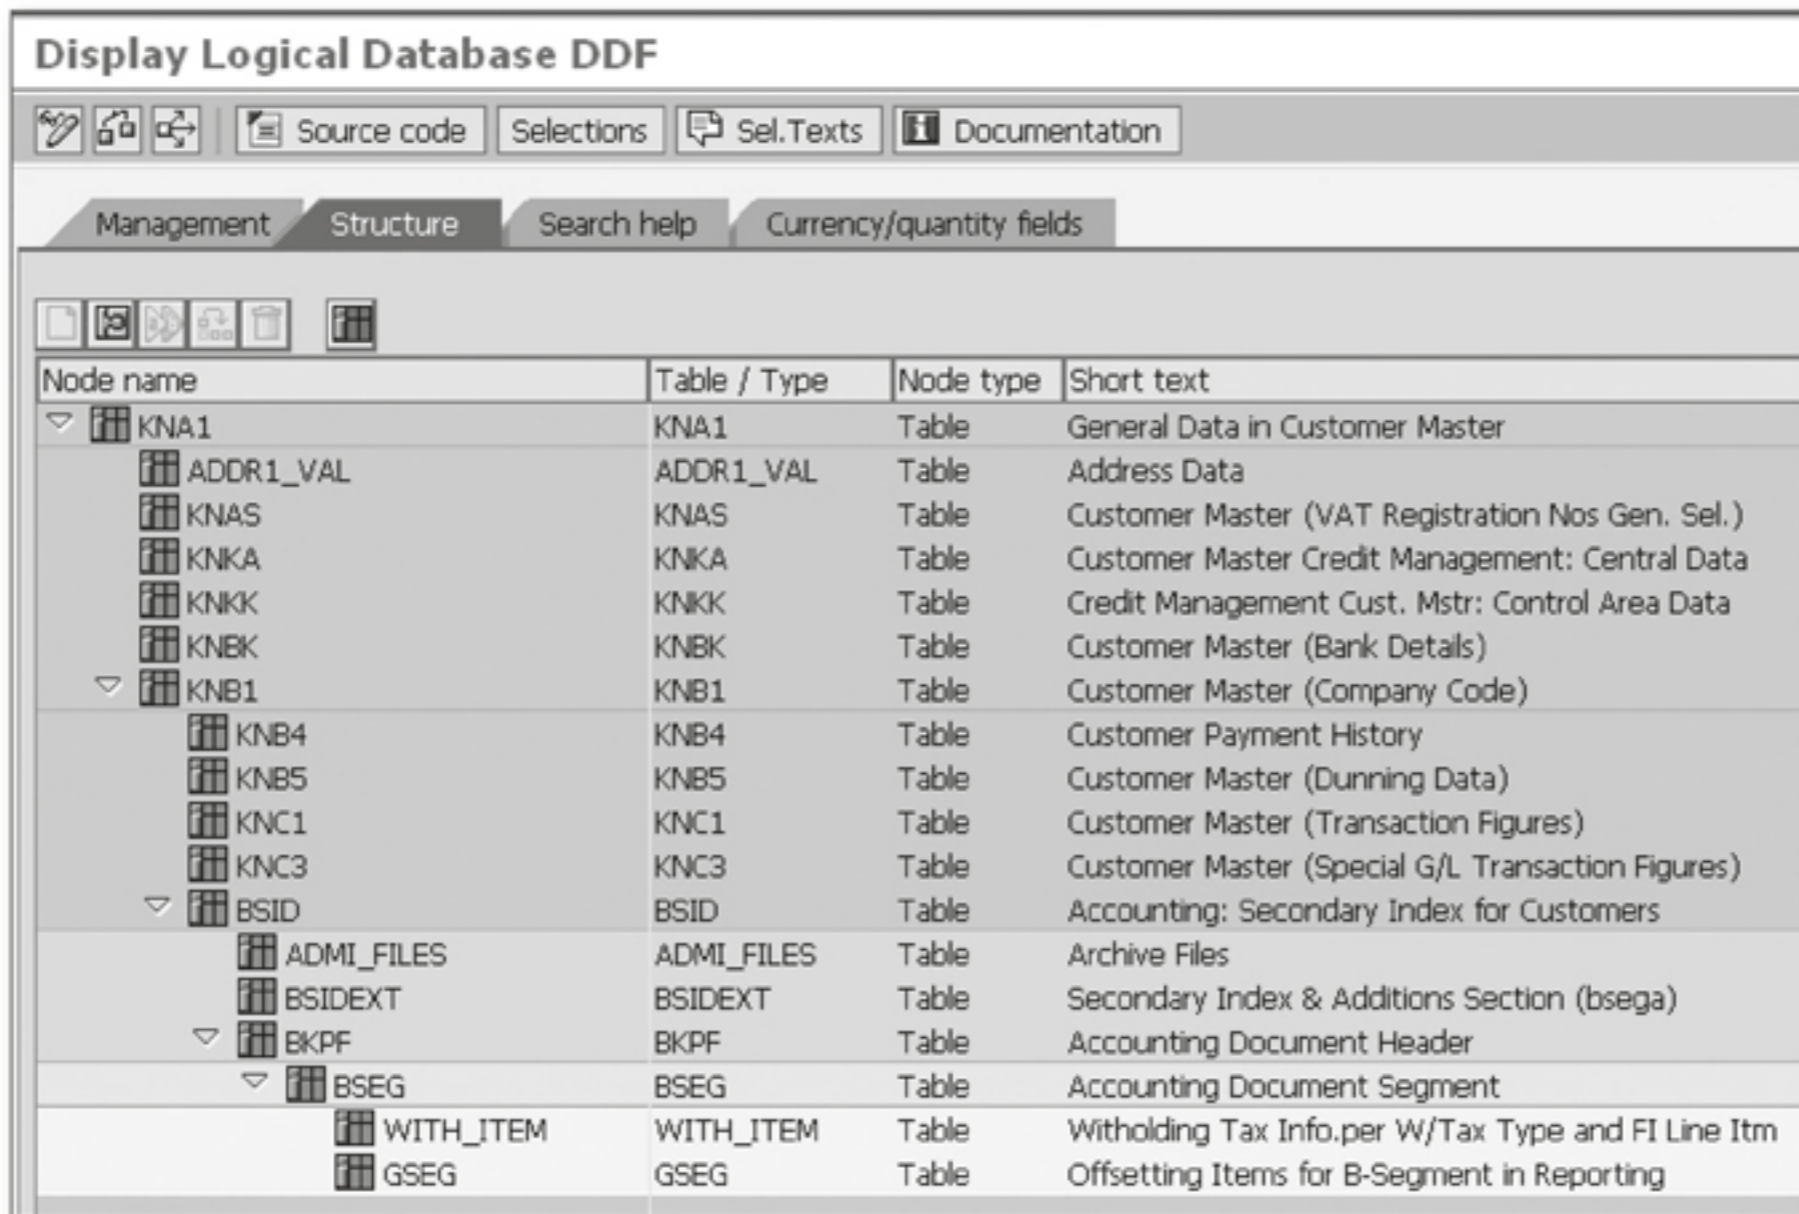 Display Logical Database DDF
Source code Selections Sel.Texts Documentation
Management Structure Search help Currency/quantity fields
Node name Table / Type Node type Short text
KNA1 KNA1 Table General Data in Customer Master
ADDR1_VAL ADDR1_VAL Table Address Data
KNAS KNAS Table Customer Master (VAT Registration Nos Gen. Sel.)
KNKA KNKA Table Customer Master Credit Management: Central Data
KNKK KNKK Table Credit Management Cust. Mstr: Control Area Data
KNBK KNBK Table Customer Master (Bank Details)
KNB1 KNB1 Table Customer Master (Company Code)
KNB4 KNB4 Table Customer Payment History
KNB5 KNB5 Table Customer Master (Dunning Data)
KNC1 KNC1 Table Customer Master (Transaction Figures)
KNC3 KNC3 Table Customer Master (Special G/L Transaction Figures)
BSID BSID Table Accounting: Secondary Index for Customers
ADMI_FILES ADMI_FILES Table Archive Files
BSIDEXT BSIDEXT Table Secondary Index & Additions Section (bsega)
BKPF BKPF Table Accounting Document Header
BSEG BSEG Table Accounting Document Segment
WITH_ITEM WITH_ITEM Table Witholding Tax Info.per W/Tax Type and FI Line Itm
GSEG GSEG Table Offsetting Items for B-Segment in Reporting